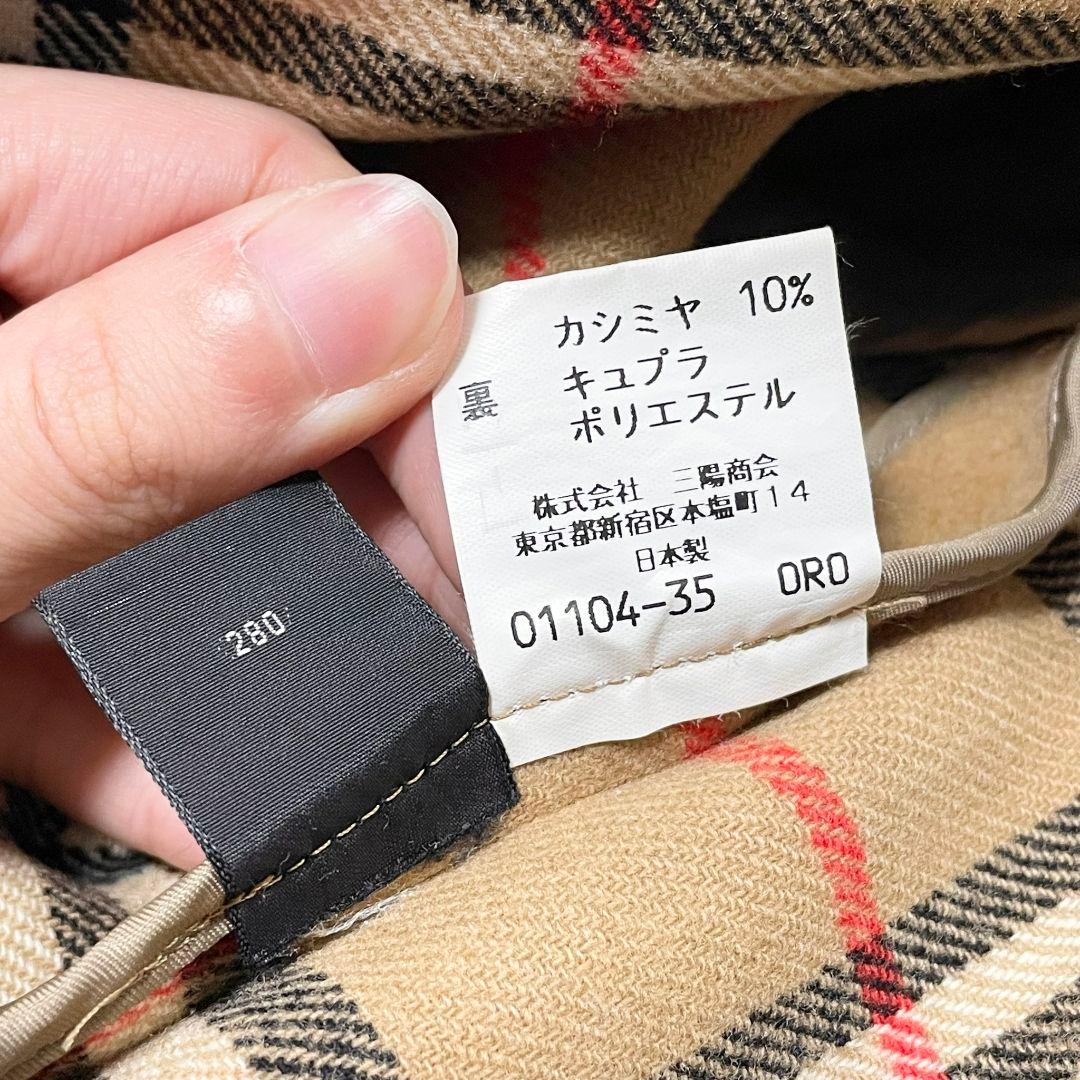 カシミヤ 10%
裏 キュプラ
ポリエステル
株式会社 三陽商会
東京都新宿区本塩町14
日本製
01104-35 ORO
280